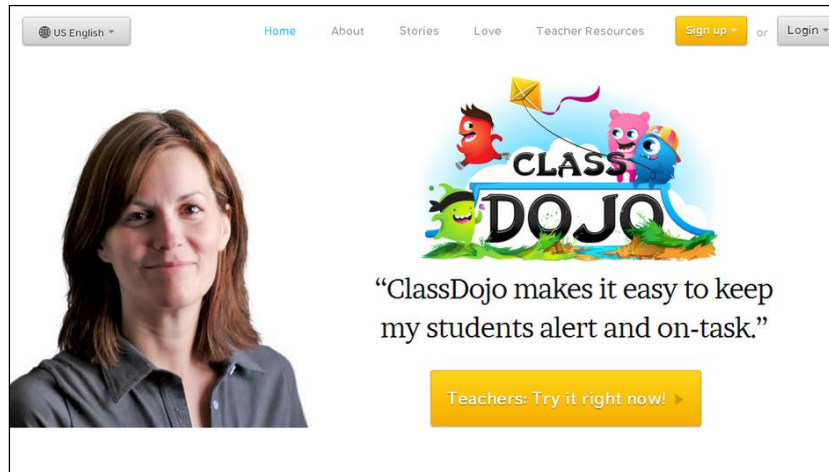 US English
Home
About
Stories
Love
Teacher Resources
Sign up
or
Login
CLASS
DOJO
“ClassDojo makes it easy to keep
my students alert and on-task.”
Teachers: Try it right now!